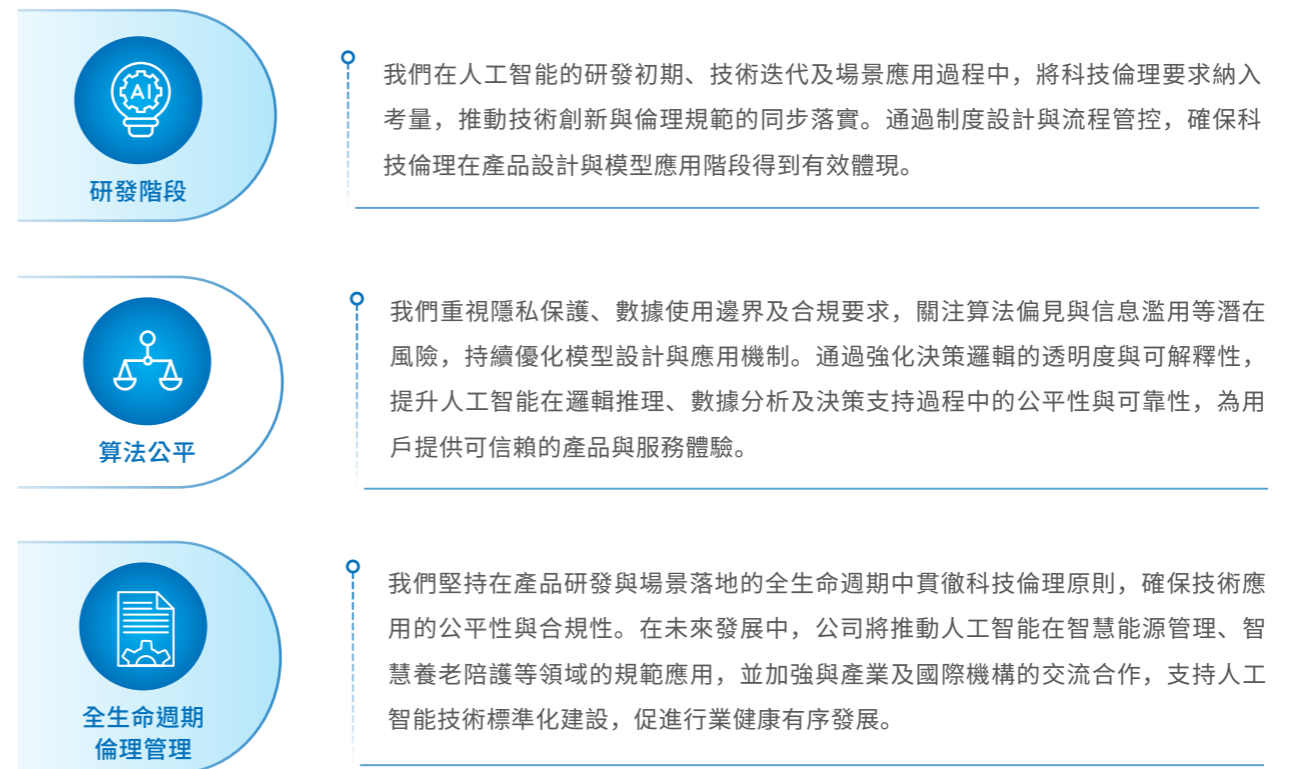 AI
研發階段
我們在人工智能的研發初期、技術迭代及場景應用過程中，將科技倫理要求納入
考量，推動技術創新與倫理規範的同步落實。通過制度設計與流程管控，確保科
技倫理在產品設計與模型應用階段得到有效體現。
算法公平
我們重視隱私保護、數據使用邊界及合規要求，關注算法偏見與信息濫用等潛在
風險，持續優化模型設計與應用機制。通過強化決策邏輯的透明度與可解釋性，
提升人工智能在邏輯推理、數據分析及決策支持過程中的公平性與可靠性，為用
戶提供可信賴的產品與服務體驗。
全生命週期
倫理管理
我們堅持在產品研發與場景落地的全生命週期中貫徹科技倫理原則，確保技術應
用的公平性與合規性。在未來發展中，公司將推動人工智能在智慧能源管理、智
慧養老陪護等領域的規範應用，並加強與產業及國際機構的交流合作，支持人工
智能技術標準化建設，促進行業健康有序發展。